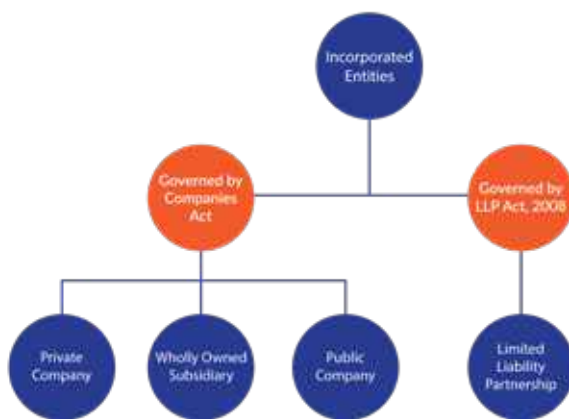 Incorporated
Entities
Governed by
Companies
Act
Governed by
LLP Act, 2008
Private
Company
Wholly Owned
Subsidiary
Public
Company
Limited
Liability
Partnership